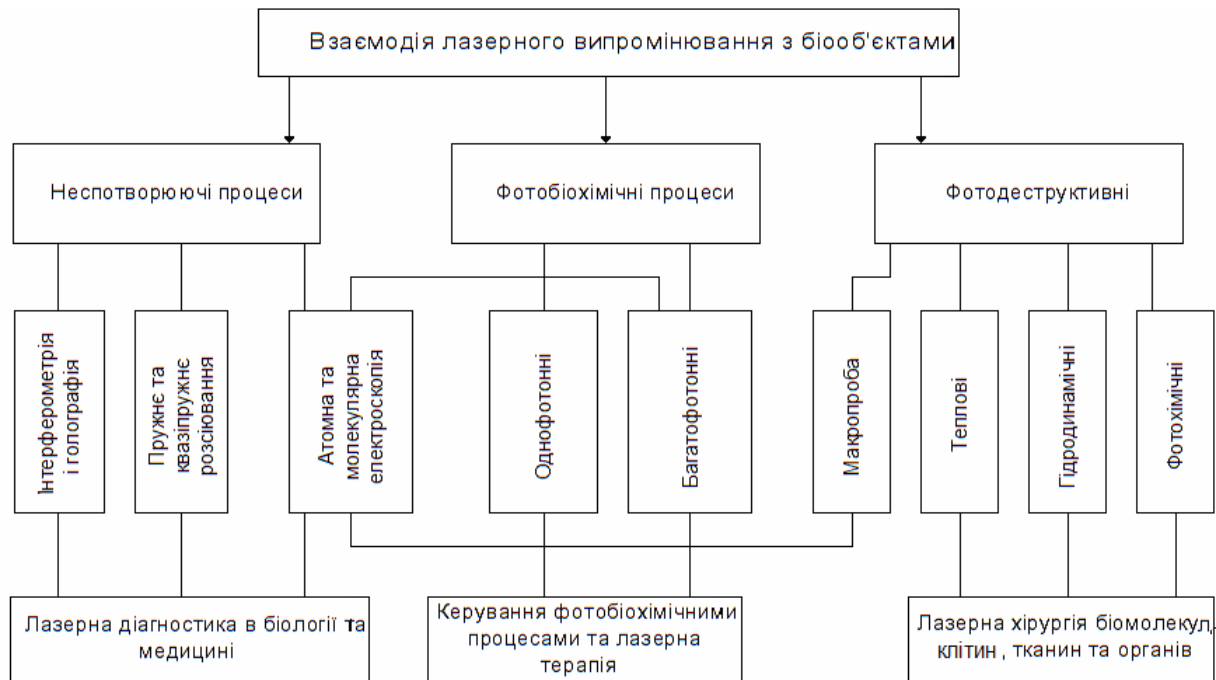 Взаємодія лазерного випромінювання з біооб'єктами
Неспотворюючі процеси
Фотобіохімічні процеси
Фотодеструктивні
Інтерферометрія
і голографія
Пружнє та
квазіпружнє
розсіювання
Атомна та
молекулярна
електроскопія
Однофотонні
Багатофотонні
Макропроба
Теплові
Гідродинамічні
Фотохімічні
Лазерна діагностика в біології та
медицині
Керування фотобіохімічними
процесами та лазерна
терапія
Лазерна хірургія біомолекул,
клітин, тканин та органів